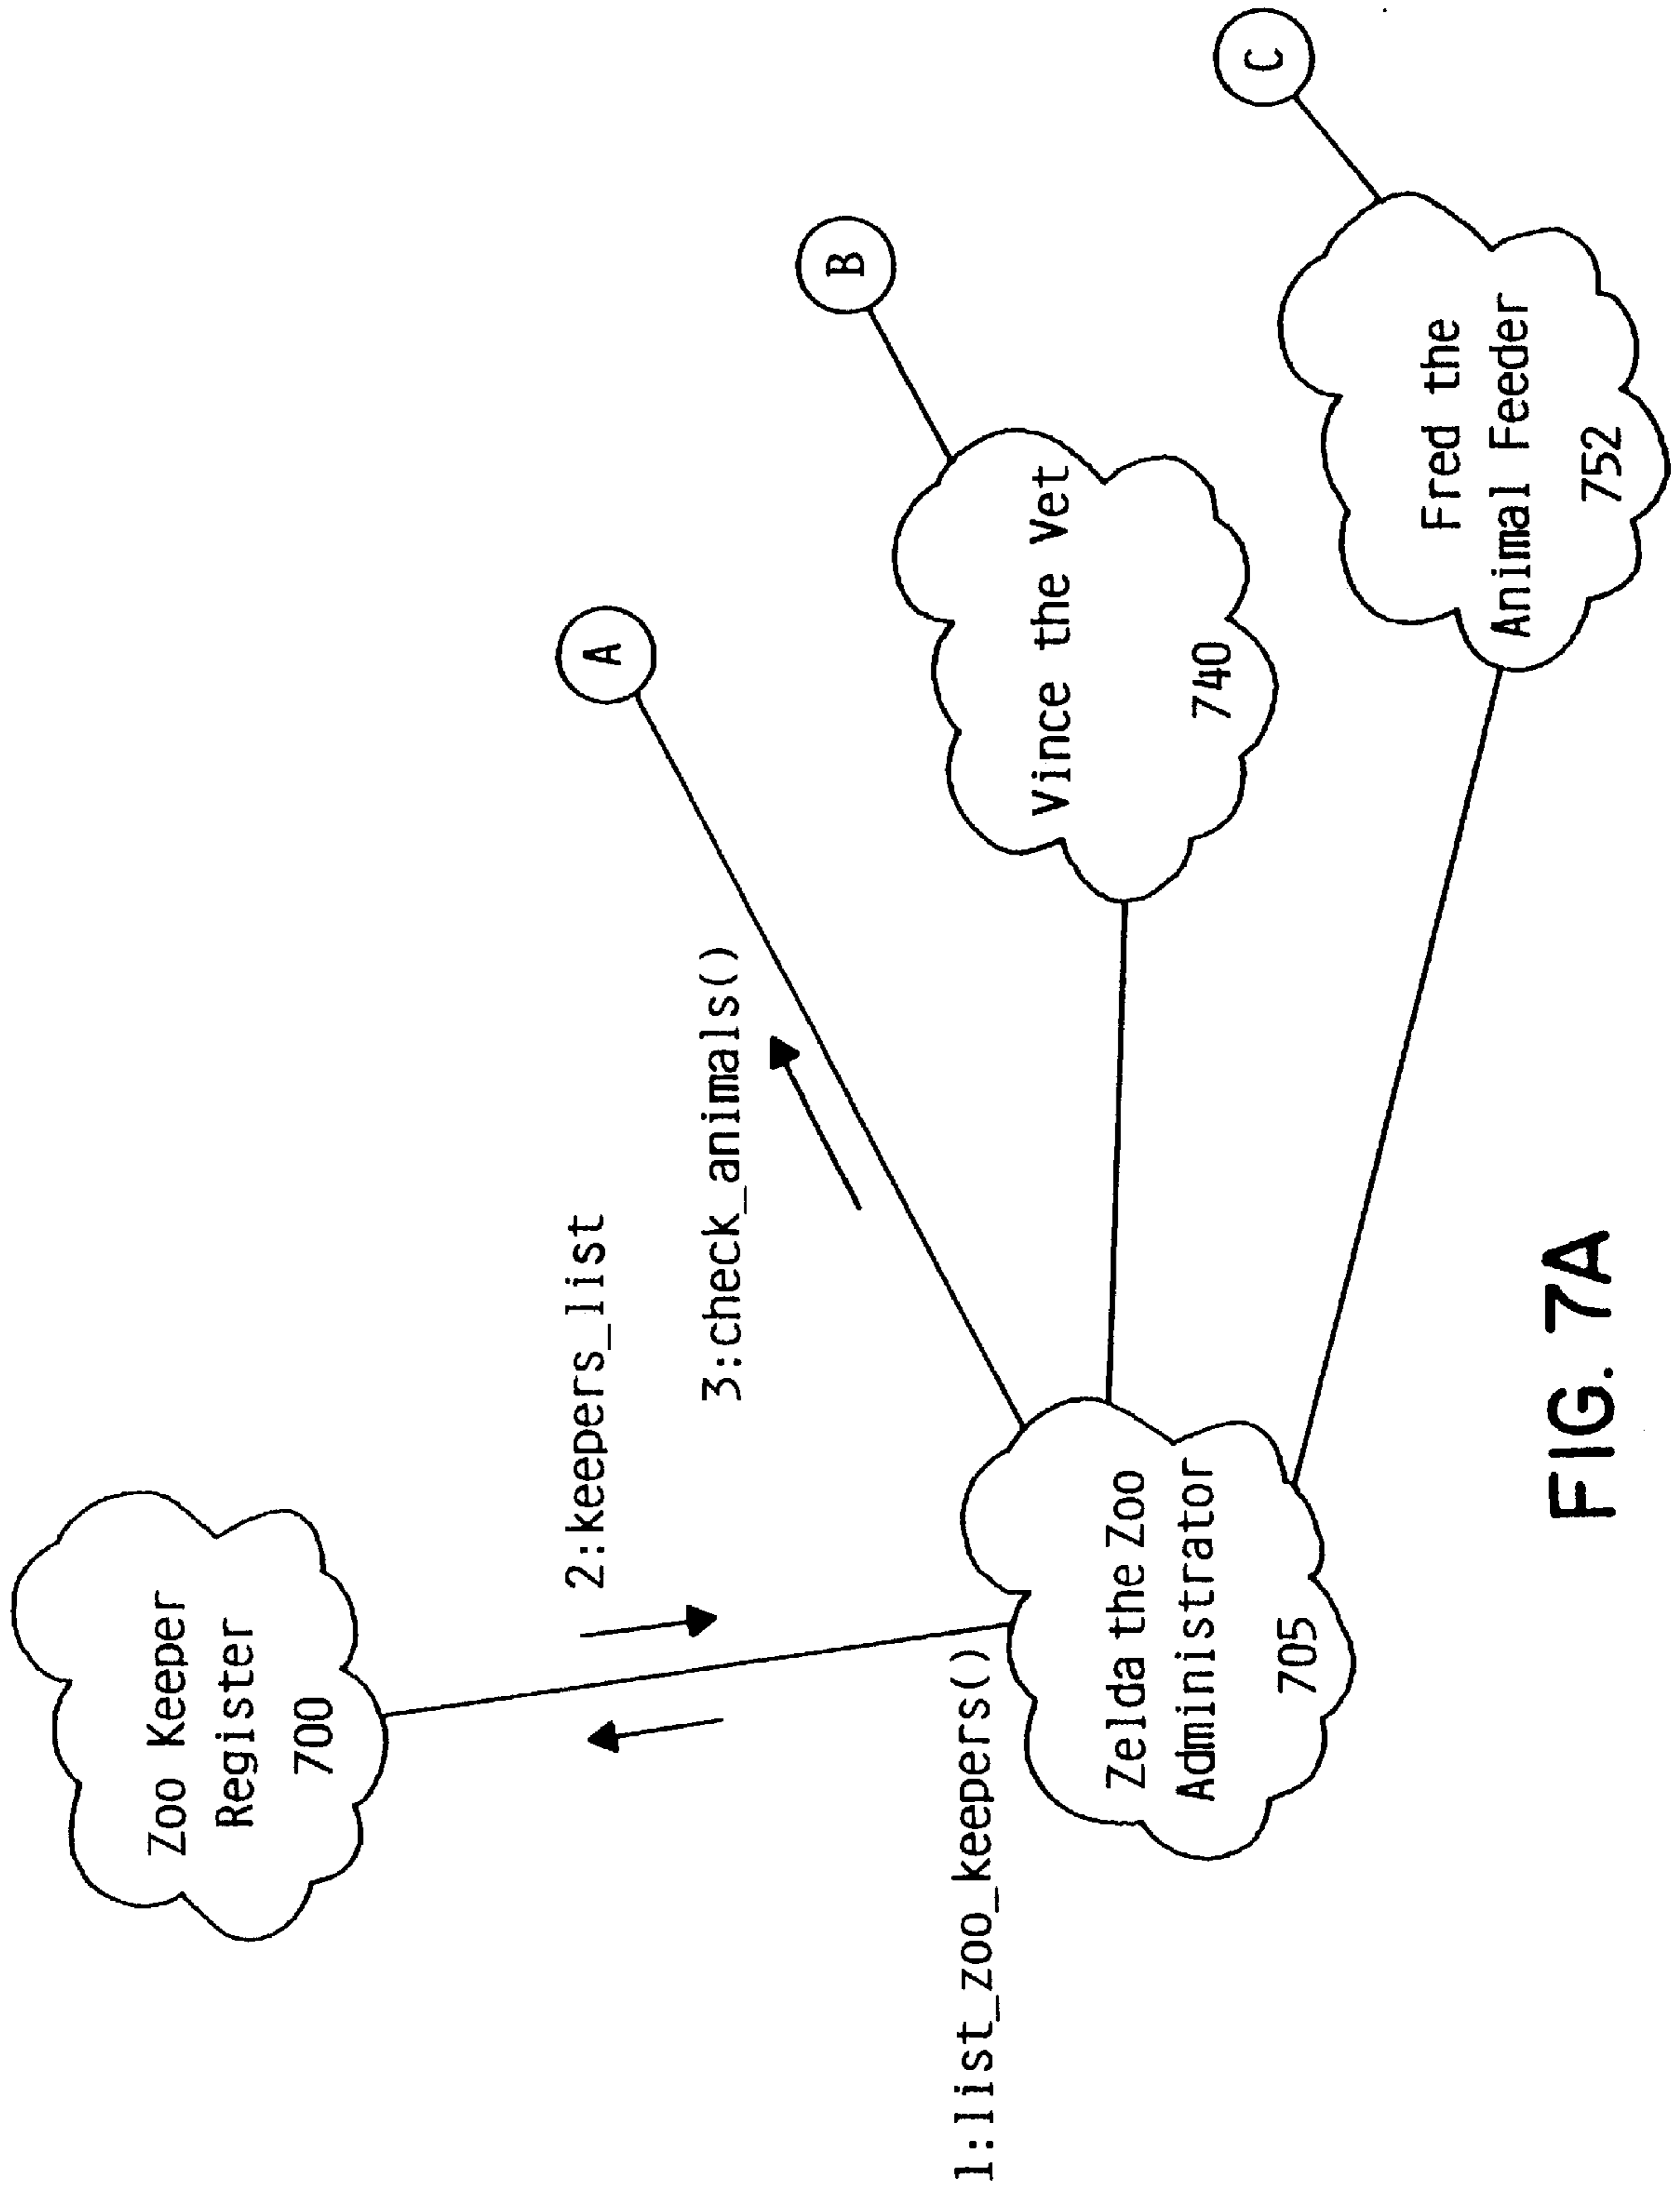 Zoo Keeper
Register
700
2:keepers_list
3:check_animals()
A
1:list_zoo_keepers()
B
Zelda the Zoo
Administrator
705
Vince the Vet
740
C
Fred the
Animal Feeder
752
FIG. 7A